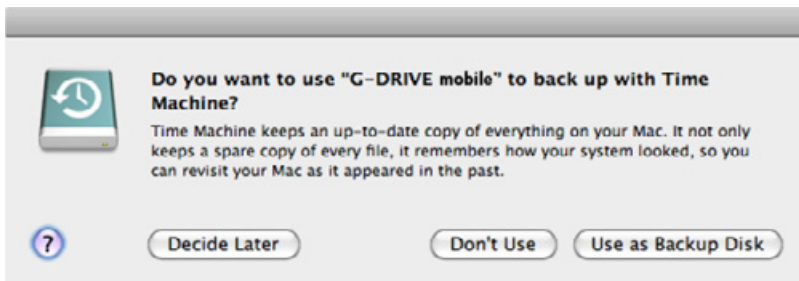 Do you want to use "G-DRIVE mobile" to back up with Time
Machine?
Time Machine keeps an up-to-date copy of everything on your Mac. It not only
keeps a spare copy of every file, it remembers how your system looked, so you
can revisit your Mac as it appeared in the past.
? Decide Later Don't Use Use as Backup Disk